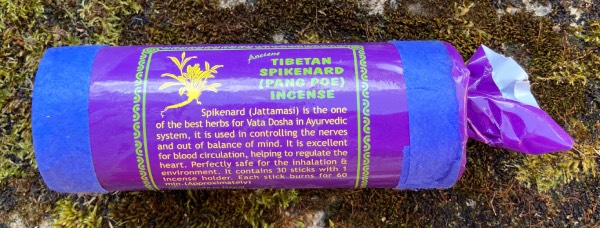 Ancient
TIBETAN
SPIKENARD
(PANG POE)
INCENSE
Spikenard (Jattamasi) is the one
of the best herbs for Vata Dosha in Ayurvedic
system, it is used in controlling the nerves
and out of balance of mind. It is excellent
for blood circulation, helping to regulate the
heart. Perfectly safe for the inhalation &
environment. It contains 30 sticks with 1
Incense holder. Each stick burns for 60
min.(Approximately)